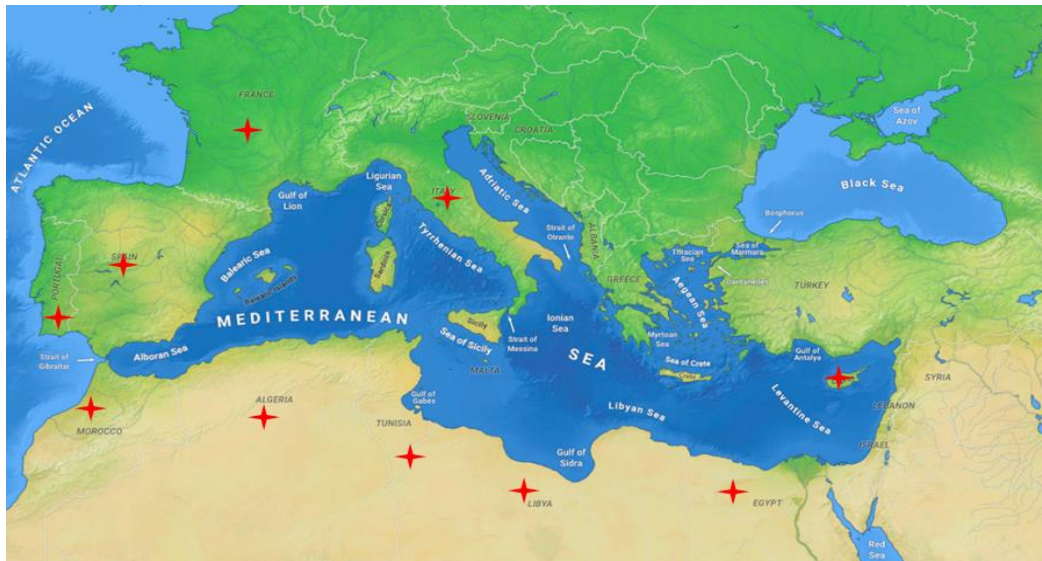 FRANCE
SLOVENIA
CROATIA
Sea of
Azov
ATLANTIC OCEAN
Ligurian
Sea
ITALY
Adriatic Sea
Black Sea
Gulf of
Lion
Corsica
Bosphorus
Strait of
Otranto
ALBANIA
Thracian
Sea
Sea of
Marmara
Tyrrhenian Sea
Balearic Sea
SPAIN
PORTUGAL
Sardinia
Balearic Islands
Dardanelles
GREECE
Aegean Sea
TURKEY
MEDITERRANEAN
SEA
Ionian
Sea
Sicily
Sea of Sicily
Strait of
Messina
Myrtoan
Sea
Strait of
Gibraltar
Alboran Sea
MALTA
Sea of Crete
Crete
Gulf of
Antalya
SYRIA
LEBANON
Levantine Sea
Libyan Sea
ALGERIA
Gulf of
Gabès
TUNISIA
MOROCCO
ISRAEL
Gulf of
Sidra
LIBYA
EGYPT
Red
Sea